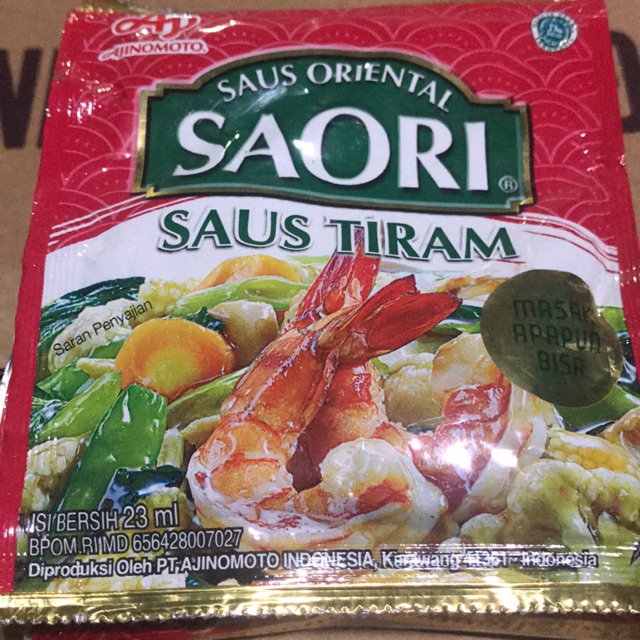 AJINOMOTO
SAUS ORIENTAL
SAORI®
SAUS TIRAM
MASAK
APAPUN
BISA
Saran Penyajian
ISI BERSIH 23 ml
BPOM RI MD 656428007027
Diproduksi Oleh PT. AJINOMOTO INDONESIA, Karawang 41361 - Indonesia